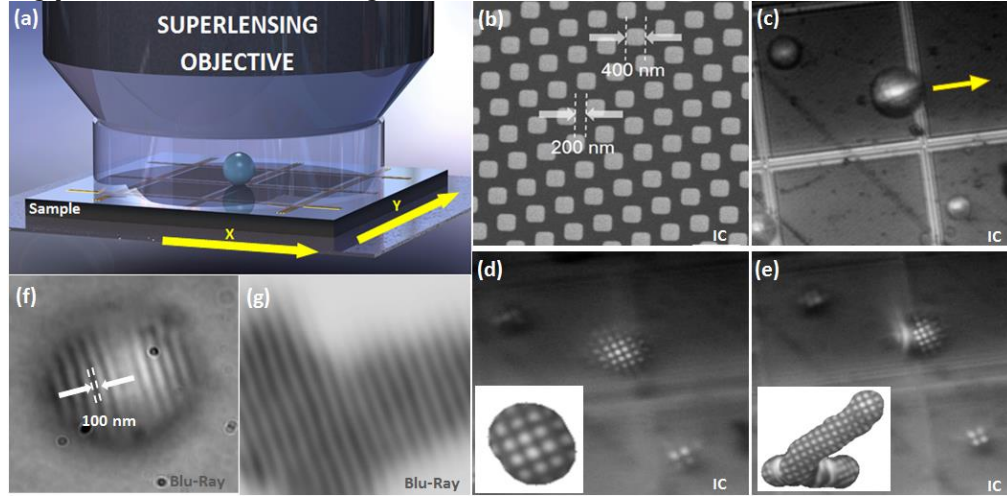 (a)
SUPERLENSING
OBJECTIVE
Sample
X
Y
(b)
400 nm
200 nm
IC
(c)
IC
(f)
100 nm
Blu-Ray
(g)
Blu-Ray
(d)
IC
(e)
IC